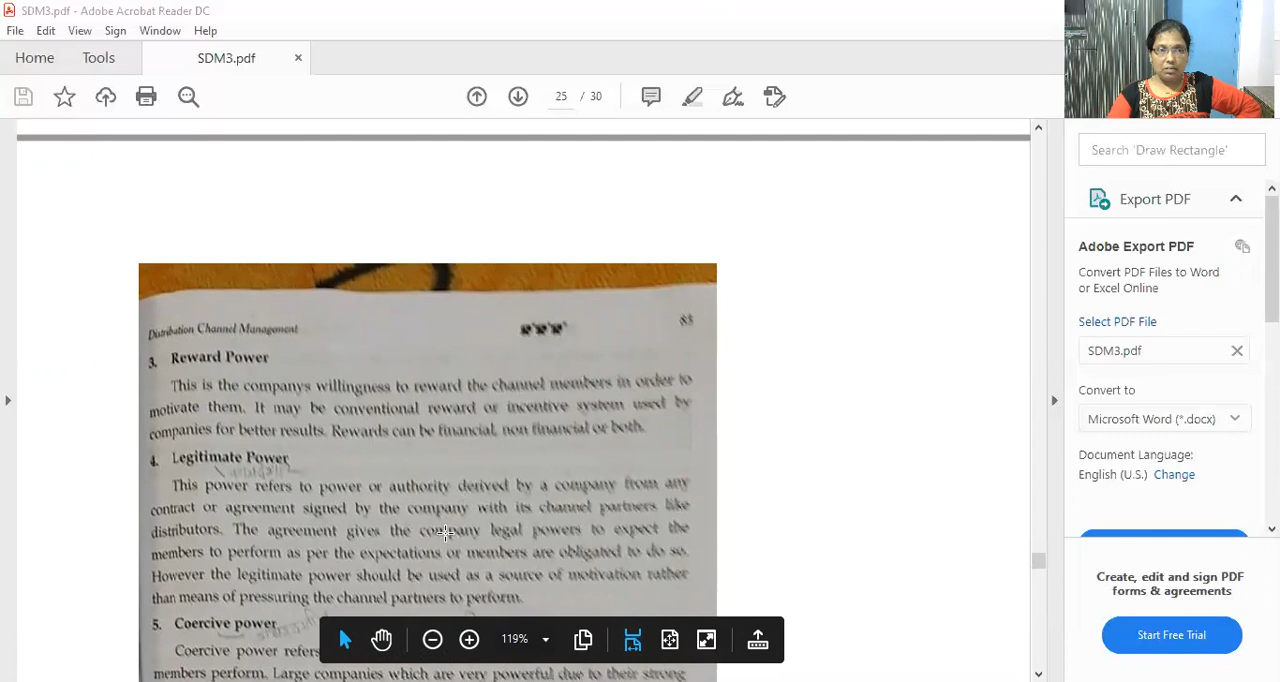 SDM3.pdf - Adobe Acrobat Reader DC
File Edit View Sign Window Help
Home Tools SDM3.pdf ×
25 / 30
Search 'Draw Rectangle'
Export PDF
Adobe Export PDF
Convert PDF Files to Word
or Excel Online
Select PDF File
SDM3.pdf
Convert to
Microsoft Word (*.docx)
Document Language:
English (U.S.) Change
Create, edit and sign PDF
forms & agreements
Start Free Trial
Distribution Channel Management 83
3. Reward Power
This is the companys willingness to reward the channel members in order to
motivate them. It may be conventional reward or incentive system used by
companies for better results. Rewards can be financial, non financial or both.
4. Legitimate Power
This power refers to power or authority derived by a company from any
contract or agreement signed by the company with its channel partners like
distributors. The agreement gives the company legal powers to expect the
members to perform as per the expectations or members are obligated to do so.
However the legitimate power should be used as a source of motivation rather
than means of pressuring the channel partners to perform.
5. Coercive power
Coercive power refers
members perform. Large companies which are very powerful due to their strong
119%